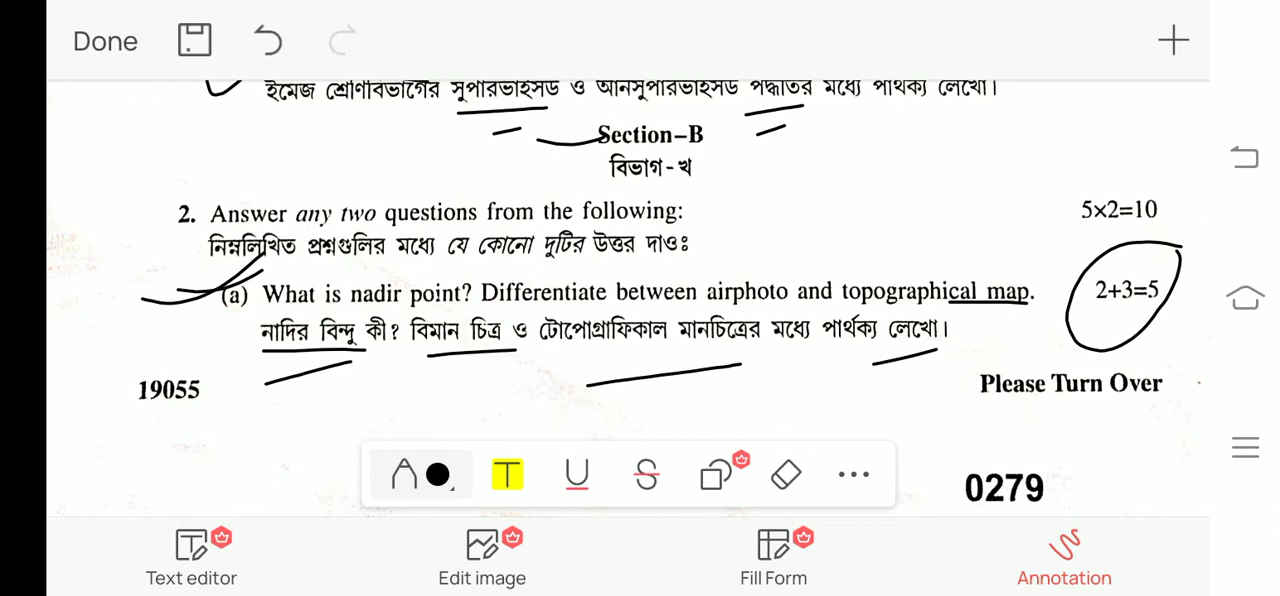 Done
ইমেজ শ্রেণিবিভাগের সুপারভাইসড ও আনসুপারভাইসড পদ্ধতির মধ্যে পার্থক্য লেখো।
Section–B
বিভাগ - খ
2. Answer any two questions from the following: 5×2=10
নিম্নলিখিত প্রশ্নগুলির মধ্যে যে কোনো দুটির উত্তর দাওঃ
(a) What is nadir point? Differentiate between airphoto and topographical map. 2+3=5
নাদির বিন্দু কী? বিমান চিত্র ও টোপোগ্রাফিকাল মানচিত্রের মধ্যে পার্থক্য লেখো।
19055 Please Turn Over
0279
Text editor Edit image Fill Form Annotation